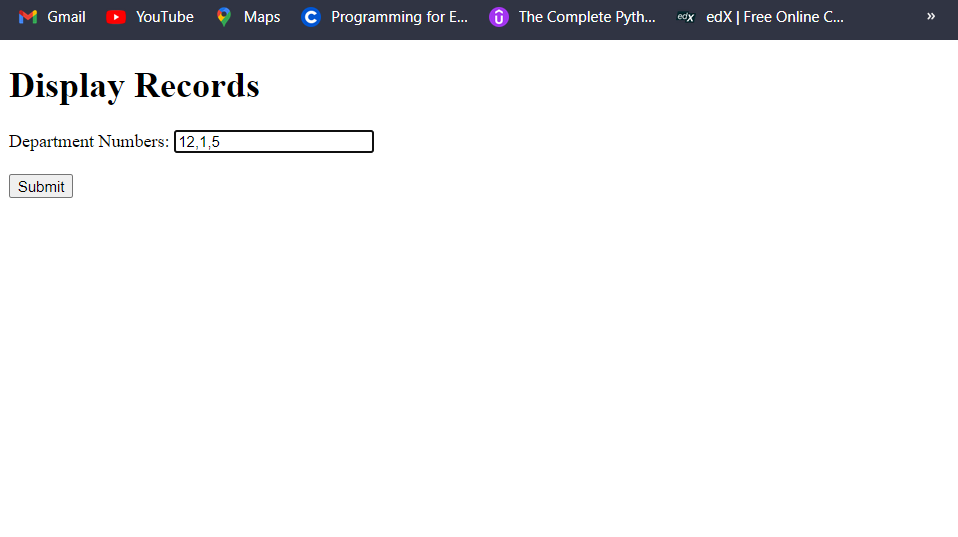 Gmail YouTube Maps Programming for E... The Complete Pyth... edX edX | Free Online C... »
Display Records
Department Numbers: 12,1,5
Submit